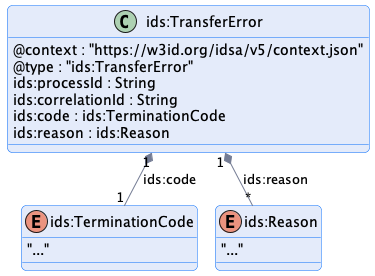 C ids:TransferError
@context : "https://w3id.org/idsa/v5/context.json"
@type : "ids:TransferError"
ids:processId : String
ids:correlationId : String
ids:code : ids:TerminationCode
ids:reason : ids:Reason
1 1
ids:code ids:reason
1 *
E ids:TerminationCode E ids:Reason
"..." "..."